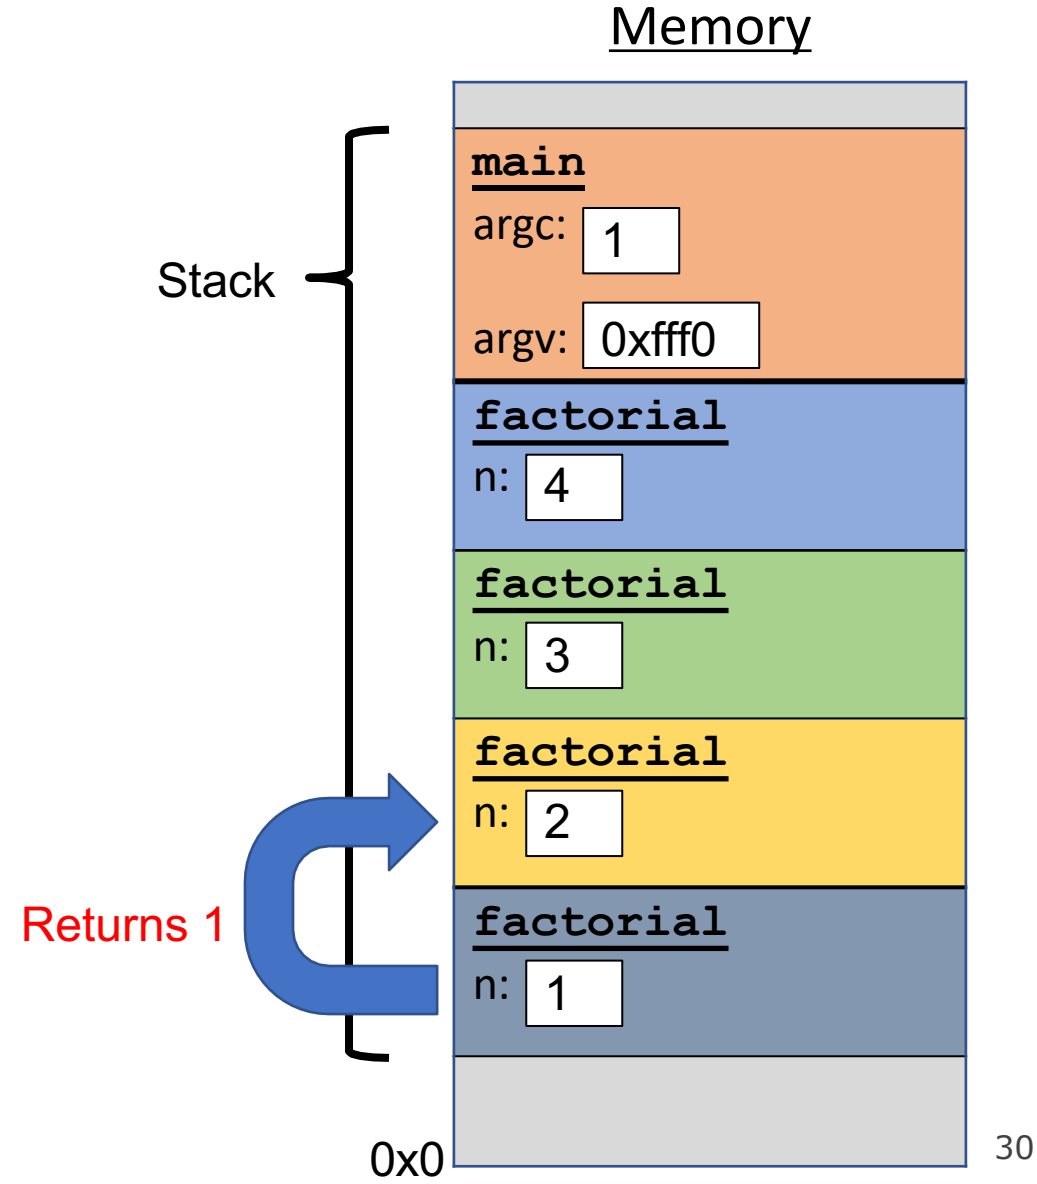 Memory
main
argc: 1
Stack
argv: 0xfff0
factorial
n: 4
factorial
n: 3
factorial
n: 2
Returns 1
factorial
n: 1
0x0
30